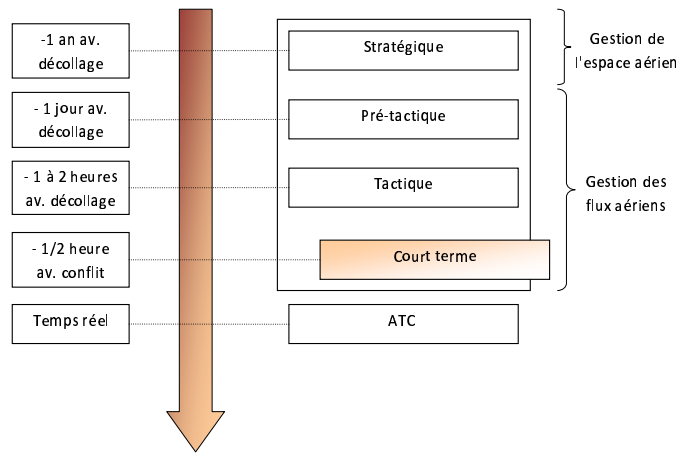 -1 an av.
décollage
Stratégique
Gestion de
l'espace aérien
- 1 jour av.
décollage
Pré-tactique
- 1 à 2 heures
av. décollage
Tactique
Gestion des
flux aériens
- 1/2 heure
av. conflit
Court terme
Temps réel
ATC